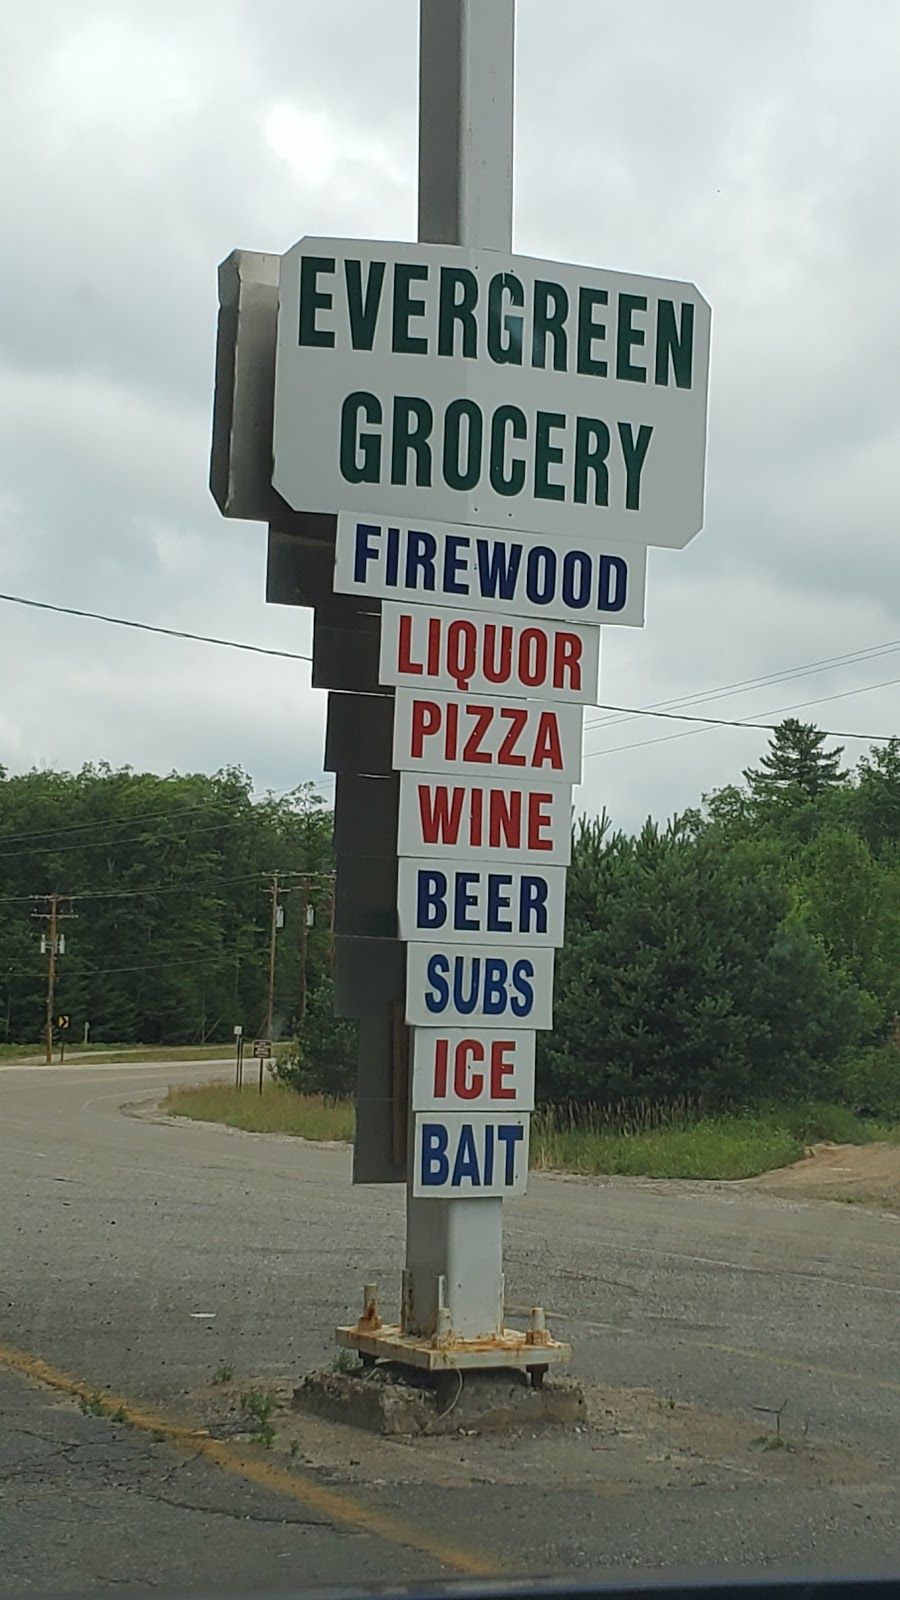 EVERGREEN
GROCERY
FIREWOOD
LIQUOR
PIZZA
WINE
BEER
SUBS
ICE
BAIT